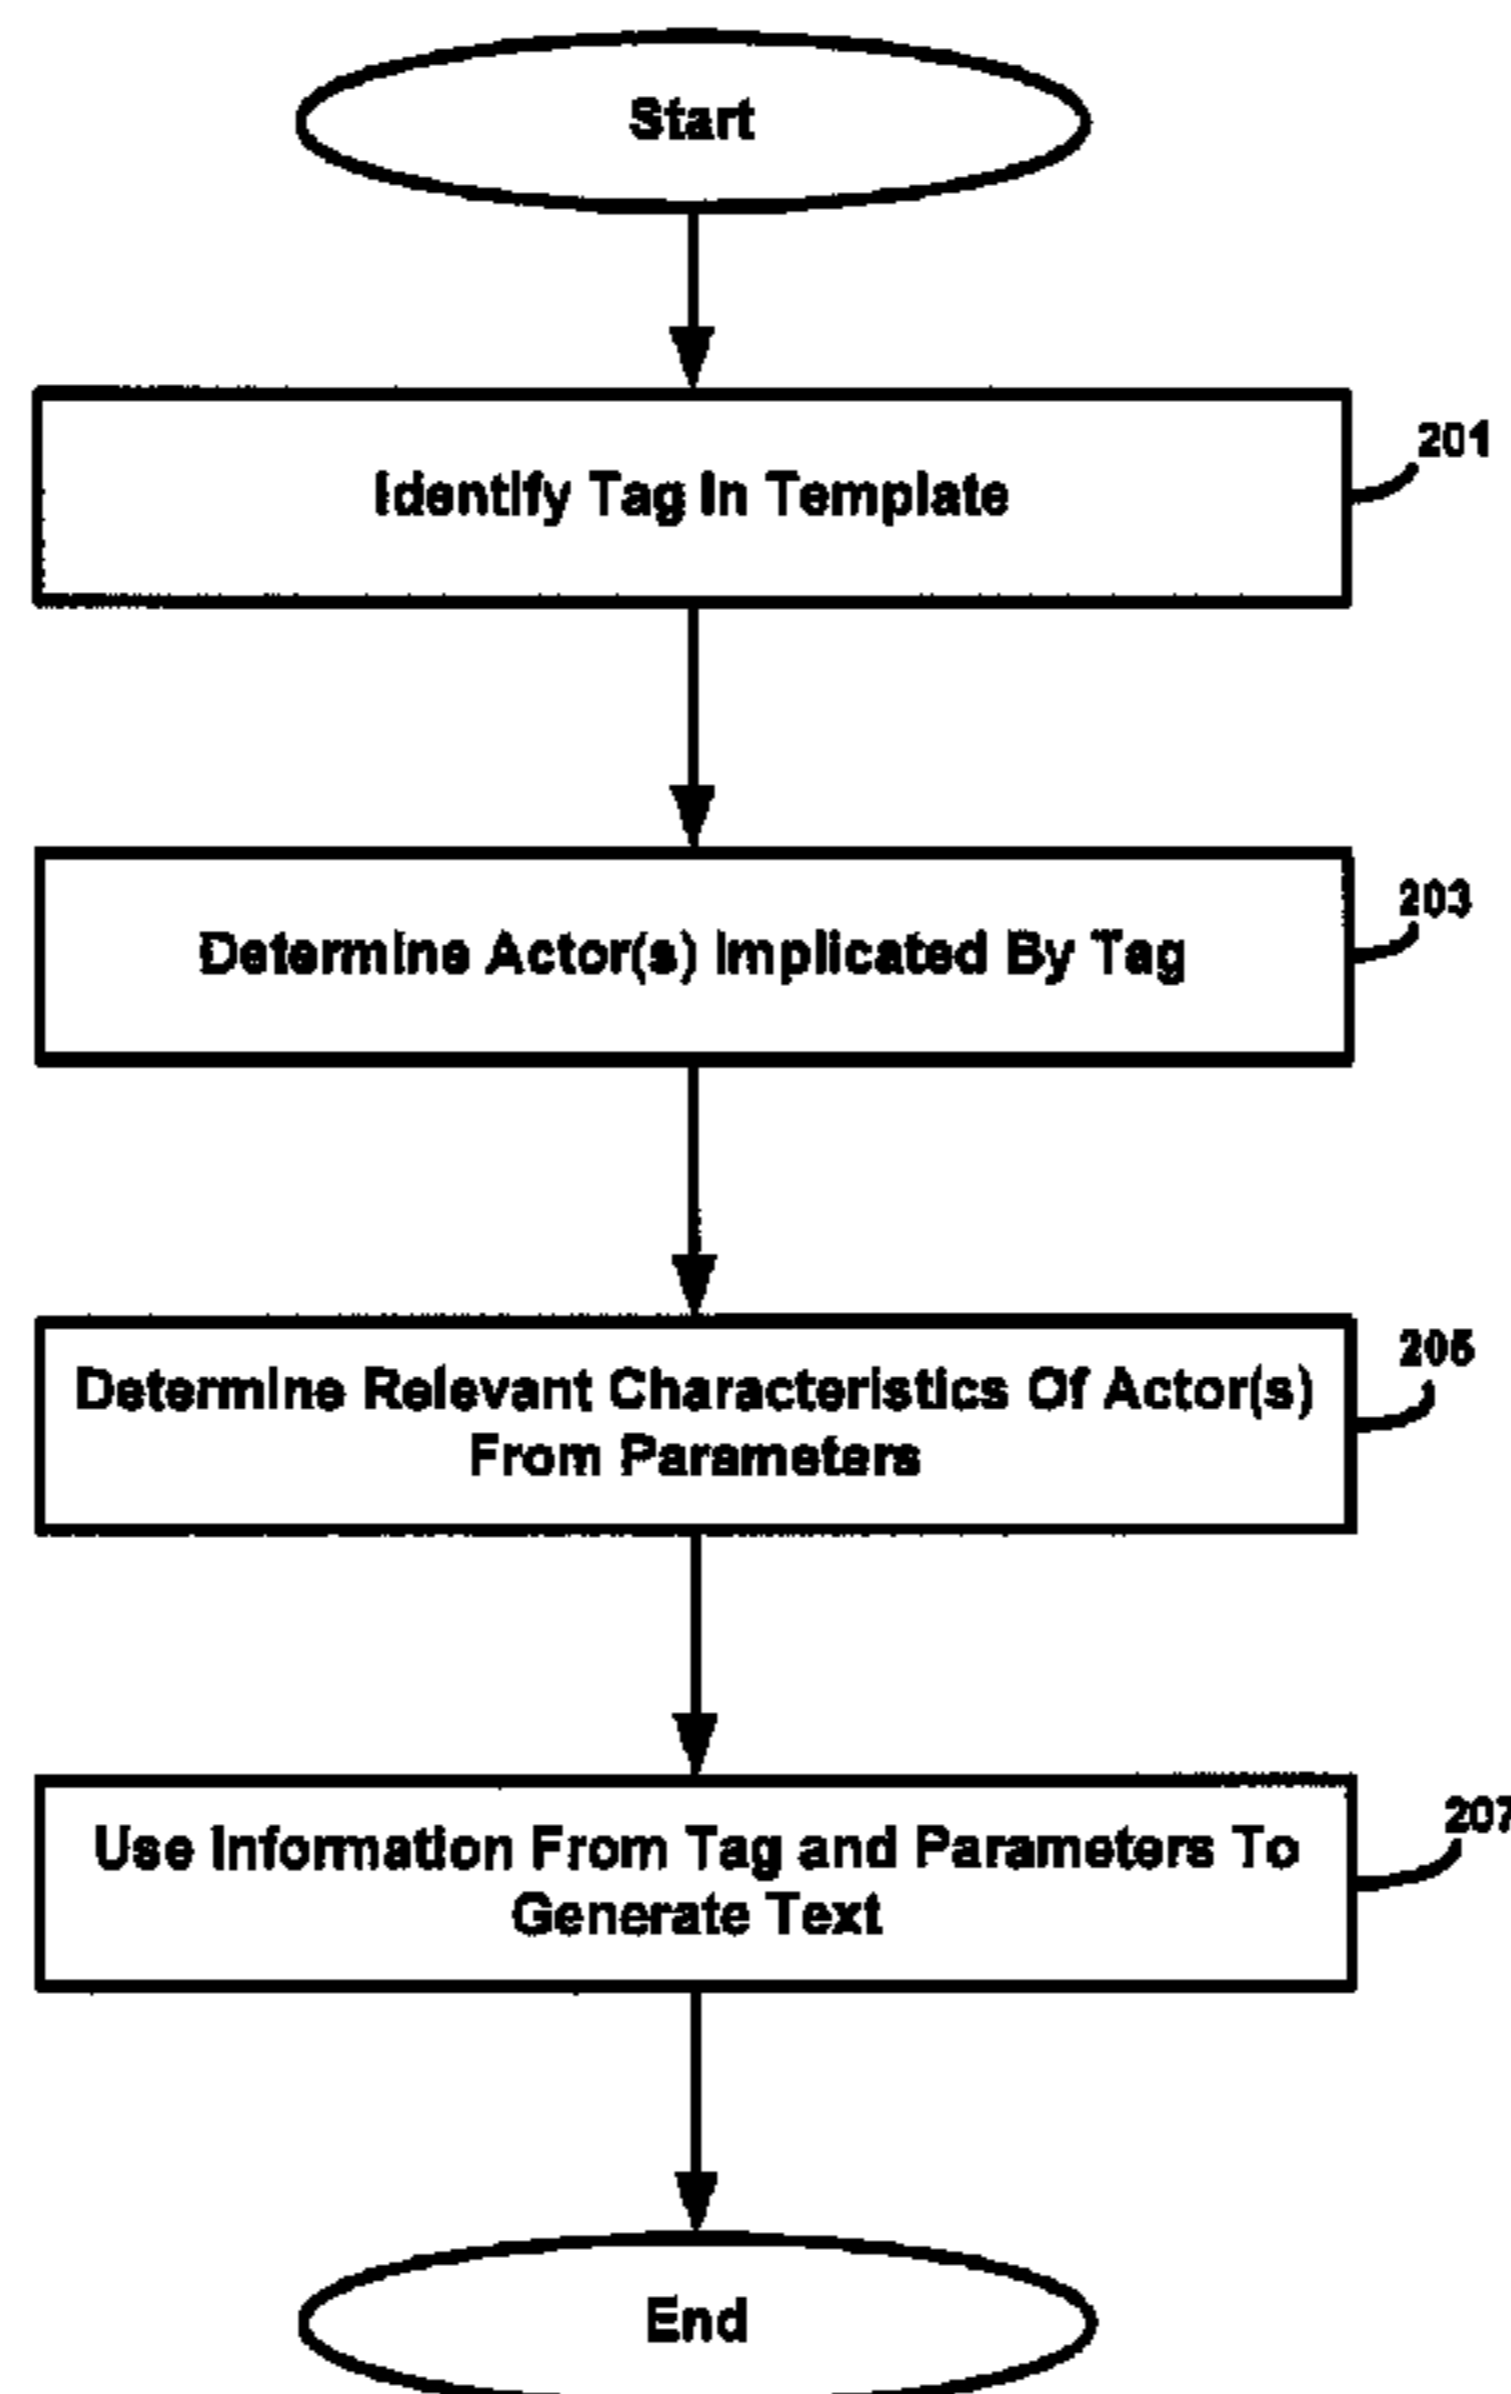 Start
201
Identify Tag In Template
203
Determine Actor(s) Implicated By Tag
205
Determine Relevant Characteristics Of Actor(s)
From Parameters
207
Use Information From Tag and Parameters To
Generate Text
End